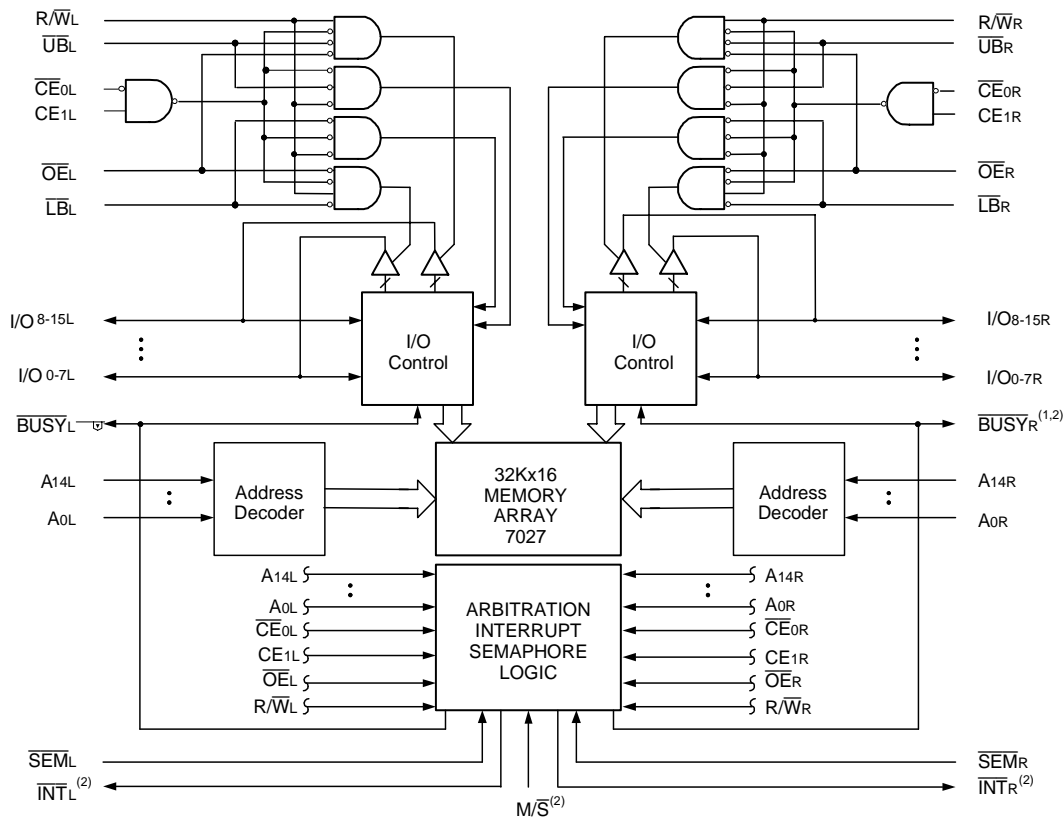 R/W̅L R/W̅R
U̅B̅L U̅B̅R
C̅E̅0L C̅E̅0R
CE1L CE1R
O̅E̅L O̅E̅R
L̅B̅L L̅B̅R
I/O 8-15L I/O Control I/O Control I/O8-15R
I/O 0-7L I/O0-7R
B̅U̅S̅Y̅L B̅U̅S̅Y̅R(1,2)
A14L A14R
Address Decoder
32Kx16
MEMORY
ARRAY
7027
Address Decoder
A0L A0R
A14L A14R
A0L A0R
C̅E̅0L C̅E̅0R
CE1L CE1R
O̅E̅L O̅E̅R
R/W̅L R/W̅R
ARBITRATION
INTERRUPT
SEMAPHORE
LOGIC
S̅E̅M̅L S̅E̅M̅R
I̅N̅T̅L(2) I̅N̅T̅R(2)
M/S̅(2)